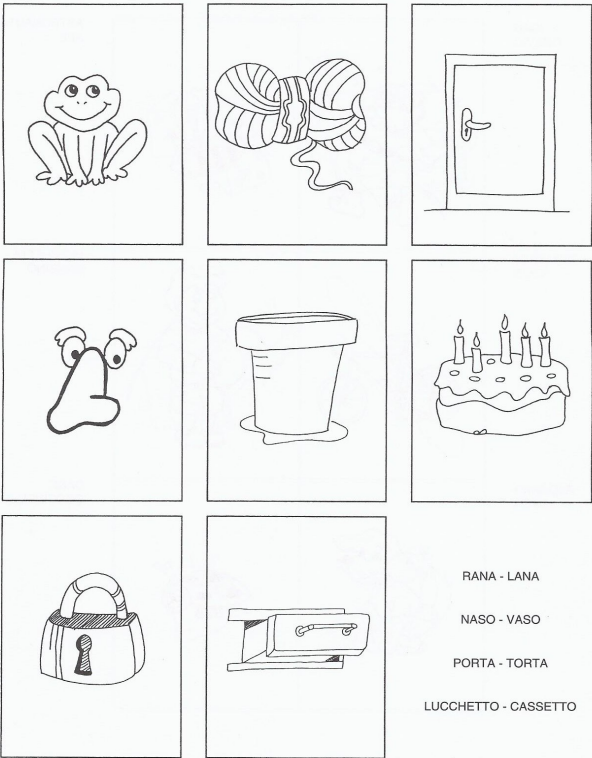 RANA - LANA
NASO - VASO
PORTA - TORTA
LUCCHETTO - CASSETTO